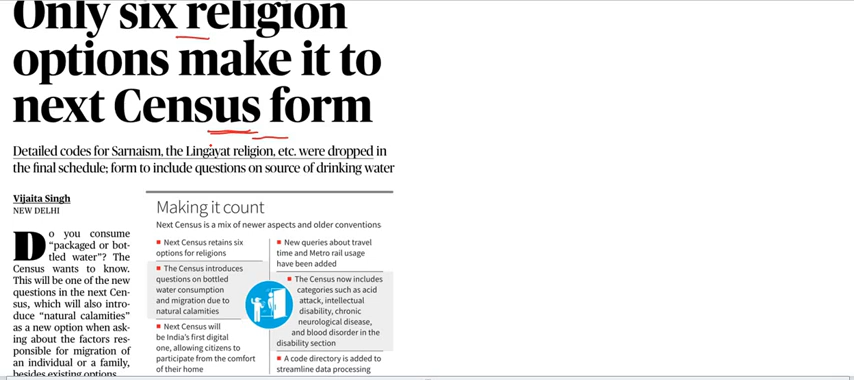 Only six religion
options make it to
next Census form
Detailed codes for Sarnaism, the Lingayat religion, etc. were dropped in
the final schedule; form to include questions on source of drinking water
Vijaita Singh
NEW DELHI
Do you consume
"packaged or bot-
tled water"? The
Census wants to know.
This will be one of the new
questions in the next Cen-
sus, which will also intro-
duce "natural calamities"
as a new option when ask-
ing about the factors res-
ponsible for migration of
an individual or a family,
besides existing options
Making it count
Next Census is a mix of newer aspects and older conventions
Next Census retains six
options for religions
The Census introduces
questions on bottled
water consumption
and migration due to
natural calamities
Next Census will
be India's first digital
one, allowing citizens to
participate from the comfort
of their home
New queries about travel
time and Metro rail usage
have been added
The Census now includes
categories such as acid
attack, intellectual
disability, chronic
neurological disease,
and blood disorder in the
disability section
A code directory is added to
streamline data processing